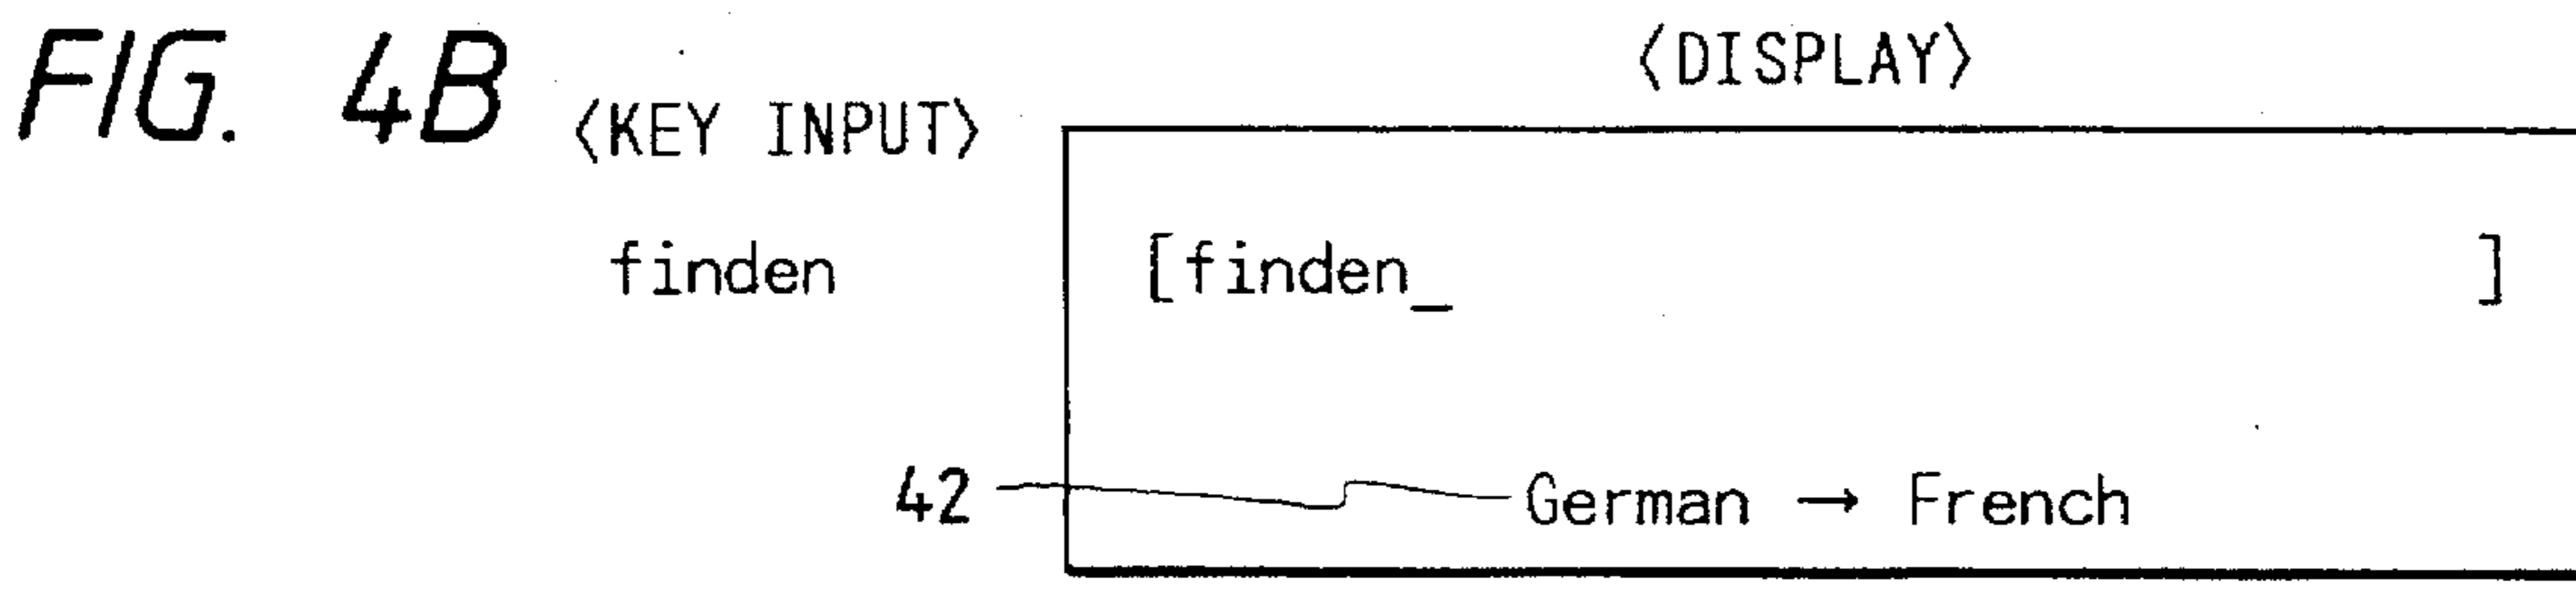 FIG. 4B
〈KEY INPUT〉
〈DISPLAY〉
finden
[finden_ ]
42
German → French